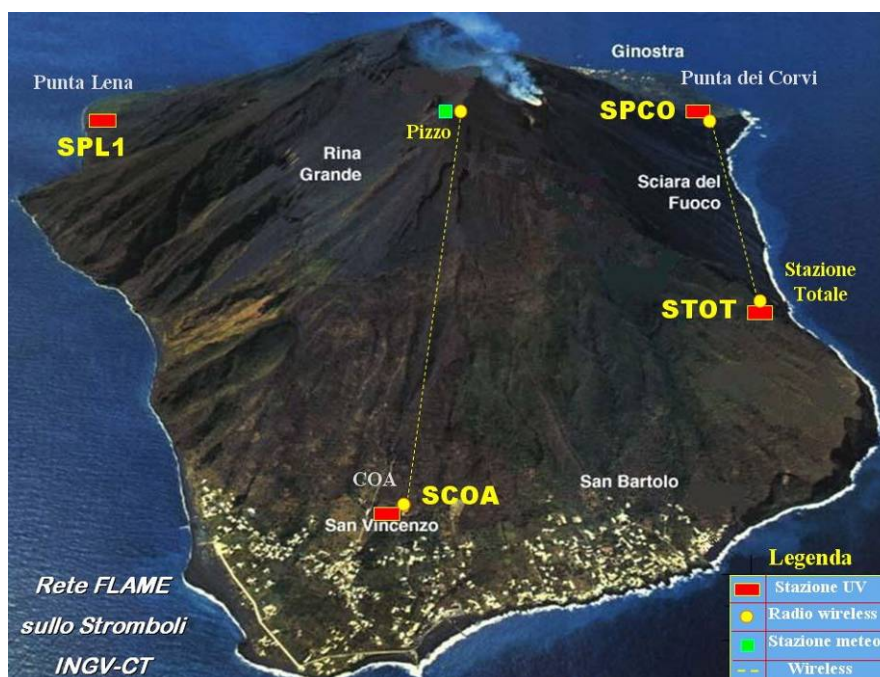 Ginostra
Punta Lena
Punta dei Corvi
SPL1
Pizzo
SPCO
Rina
Grande
Sciara del
Fuoco
Stazione
Totale
STOT
COA
SCOA
San Vincenzo
San Bartolo
Rete FLAME
sullo Stromboli
INGV-CT
Legenda
Stazione UV
Radio wireless
Stazione meteo
Wireless